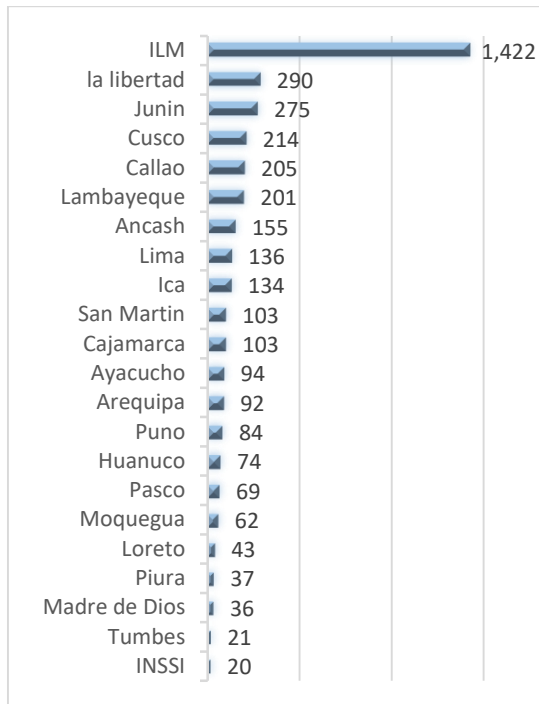 ILM 1,422
la libertad 290
Junin 275
Cusco 214
Callao 205
Lambayeque 201
Ancash 155
Lima 136
Ica 134
San Martin 103
Cajamarca 103
Ayacucho 94
Arequipa 92
Puno 84
Huanuco 74
Pasco 69
Moquegua 62
Loreto 43
Piura 37
Madre de Dios 36
Tumbes 21
INSSI 20